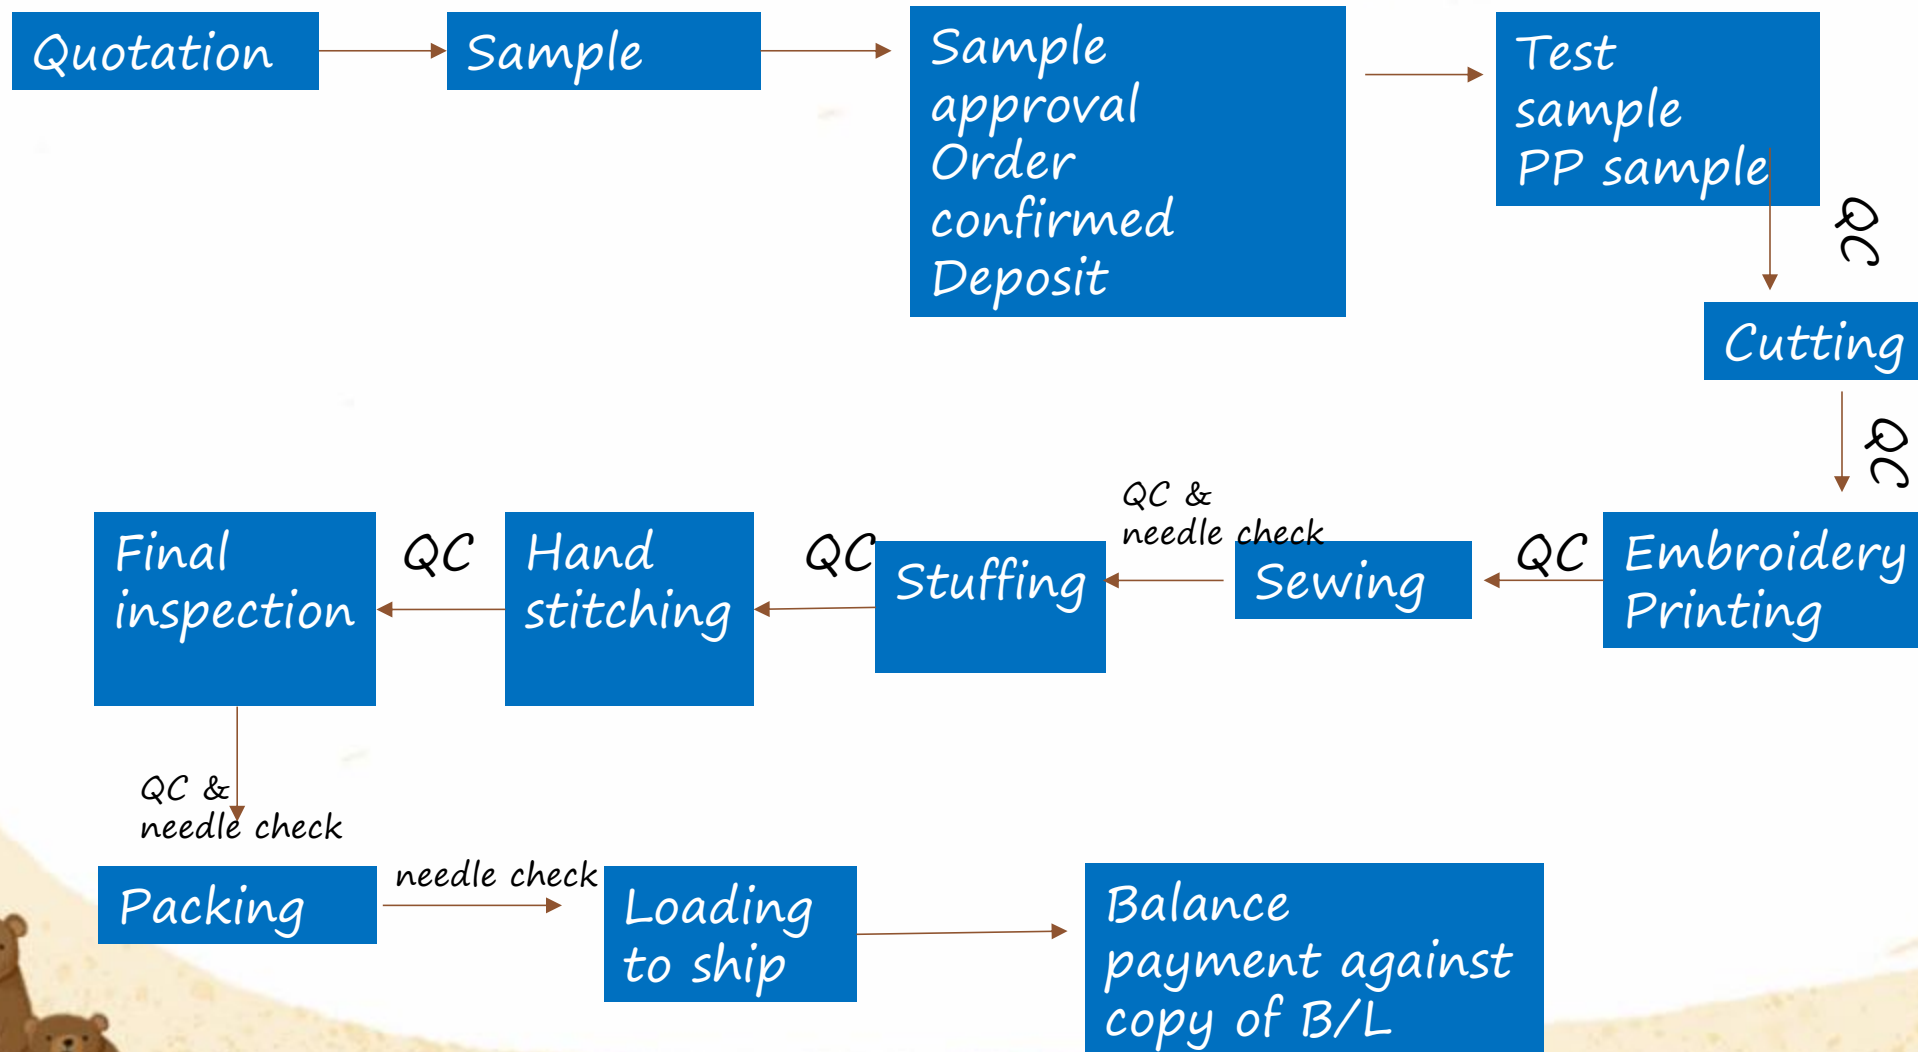 Quotation
Sample
Sample
approval
Order
confirmed
Deposit
Test
sample
PP sample
QC
Cutting
QC
Embroidery
Printing
QC
Sewing
QC &
needle check
Stuffing
QC
Hand
stitching
QC
Final
inspection
QC &
needle check
Packing
needle check
Loading
to ship
Balance
payment against
copy of B/L